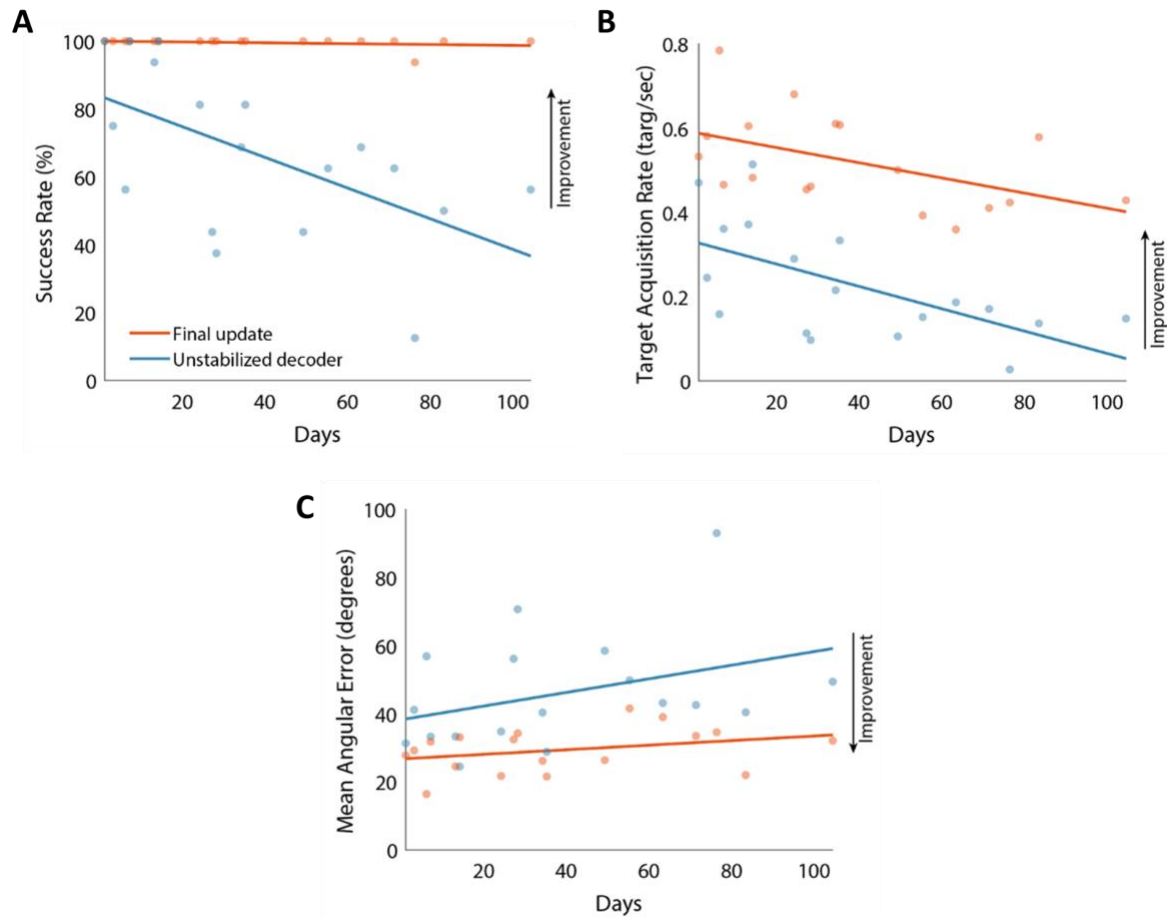 A
100
80
60
40
20
0
Success Rate (%)
Final update
Unstabilized decoder
20 40 60 80 100
Days
Improvement
B
0.8
0.6
0.4
0.2
0
Target Acquisition Rate (targ/sec)
20 40 60 80 100
Days
Improvement
C
100
80
60
40
20
0
Mean Angular Error (degrees)
20 40 60 80 100
Days
Improvement